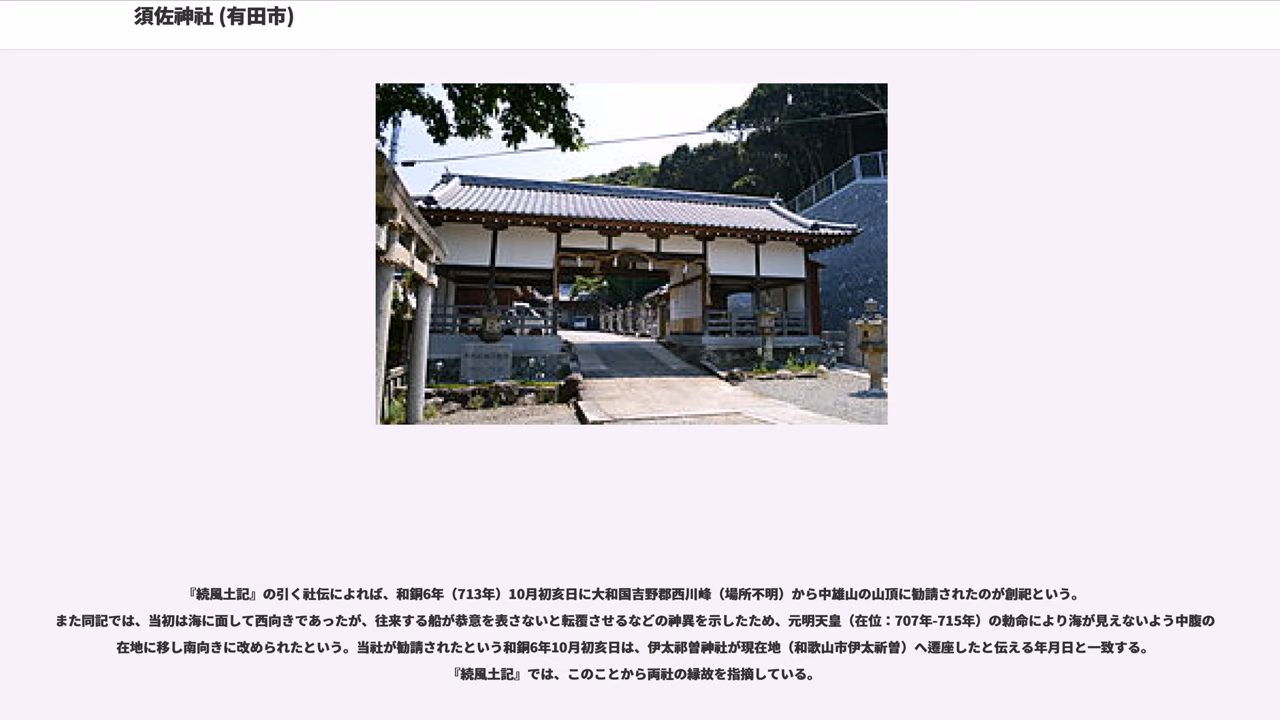 須佐神社 (有田市)
『続風土記』の引く社伝によれば、和銅6年（713年）10月初亥日に大和国吉野郡西川峰（場所不明）から中雄山の山頂に勧請されたのが創祀という。
また同記では、当初は海に面して西向きであったが、往来する船が恭意を表さないと転覆させるなどの神異を示したため、元明天皇（在位：707年-715年）の勅命により海が見えないよう中腹の
在地に移し南向きに改められたという。当社が勧請されたという和銅6年10月初亥日は、伊太祁曽神社が現在地（和歌山市伊太祈曽）へ遷座したと伝える年月日と一致する。
『続風土記』では、このことから両社の縁故を指摘している。